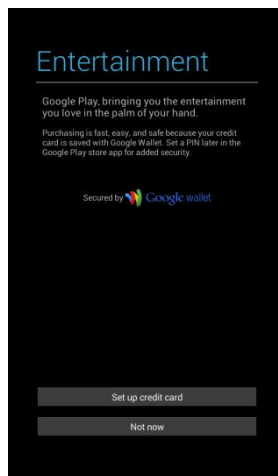 Entertainment
Google Play, bringing you the entertainment
you love in the palm of your hand.
Purchasing is fast, easy, and safe because your credit
card is saved with Google Wallet. Set a PIN later in the
Google Play store app for added security.
Secured by Google wallet
Set up credit card
Not now